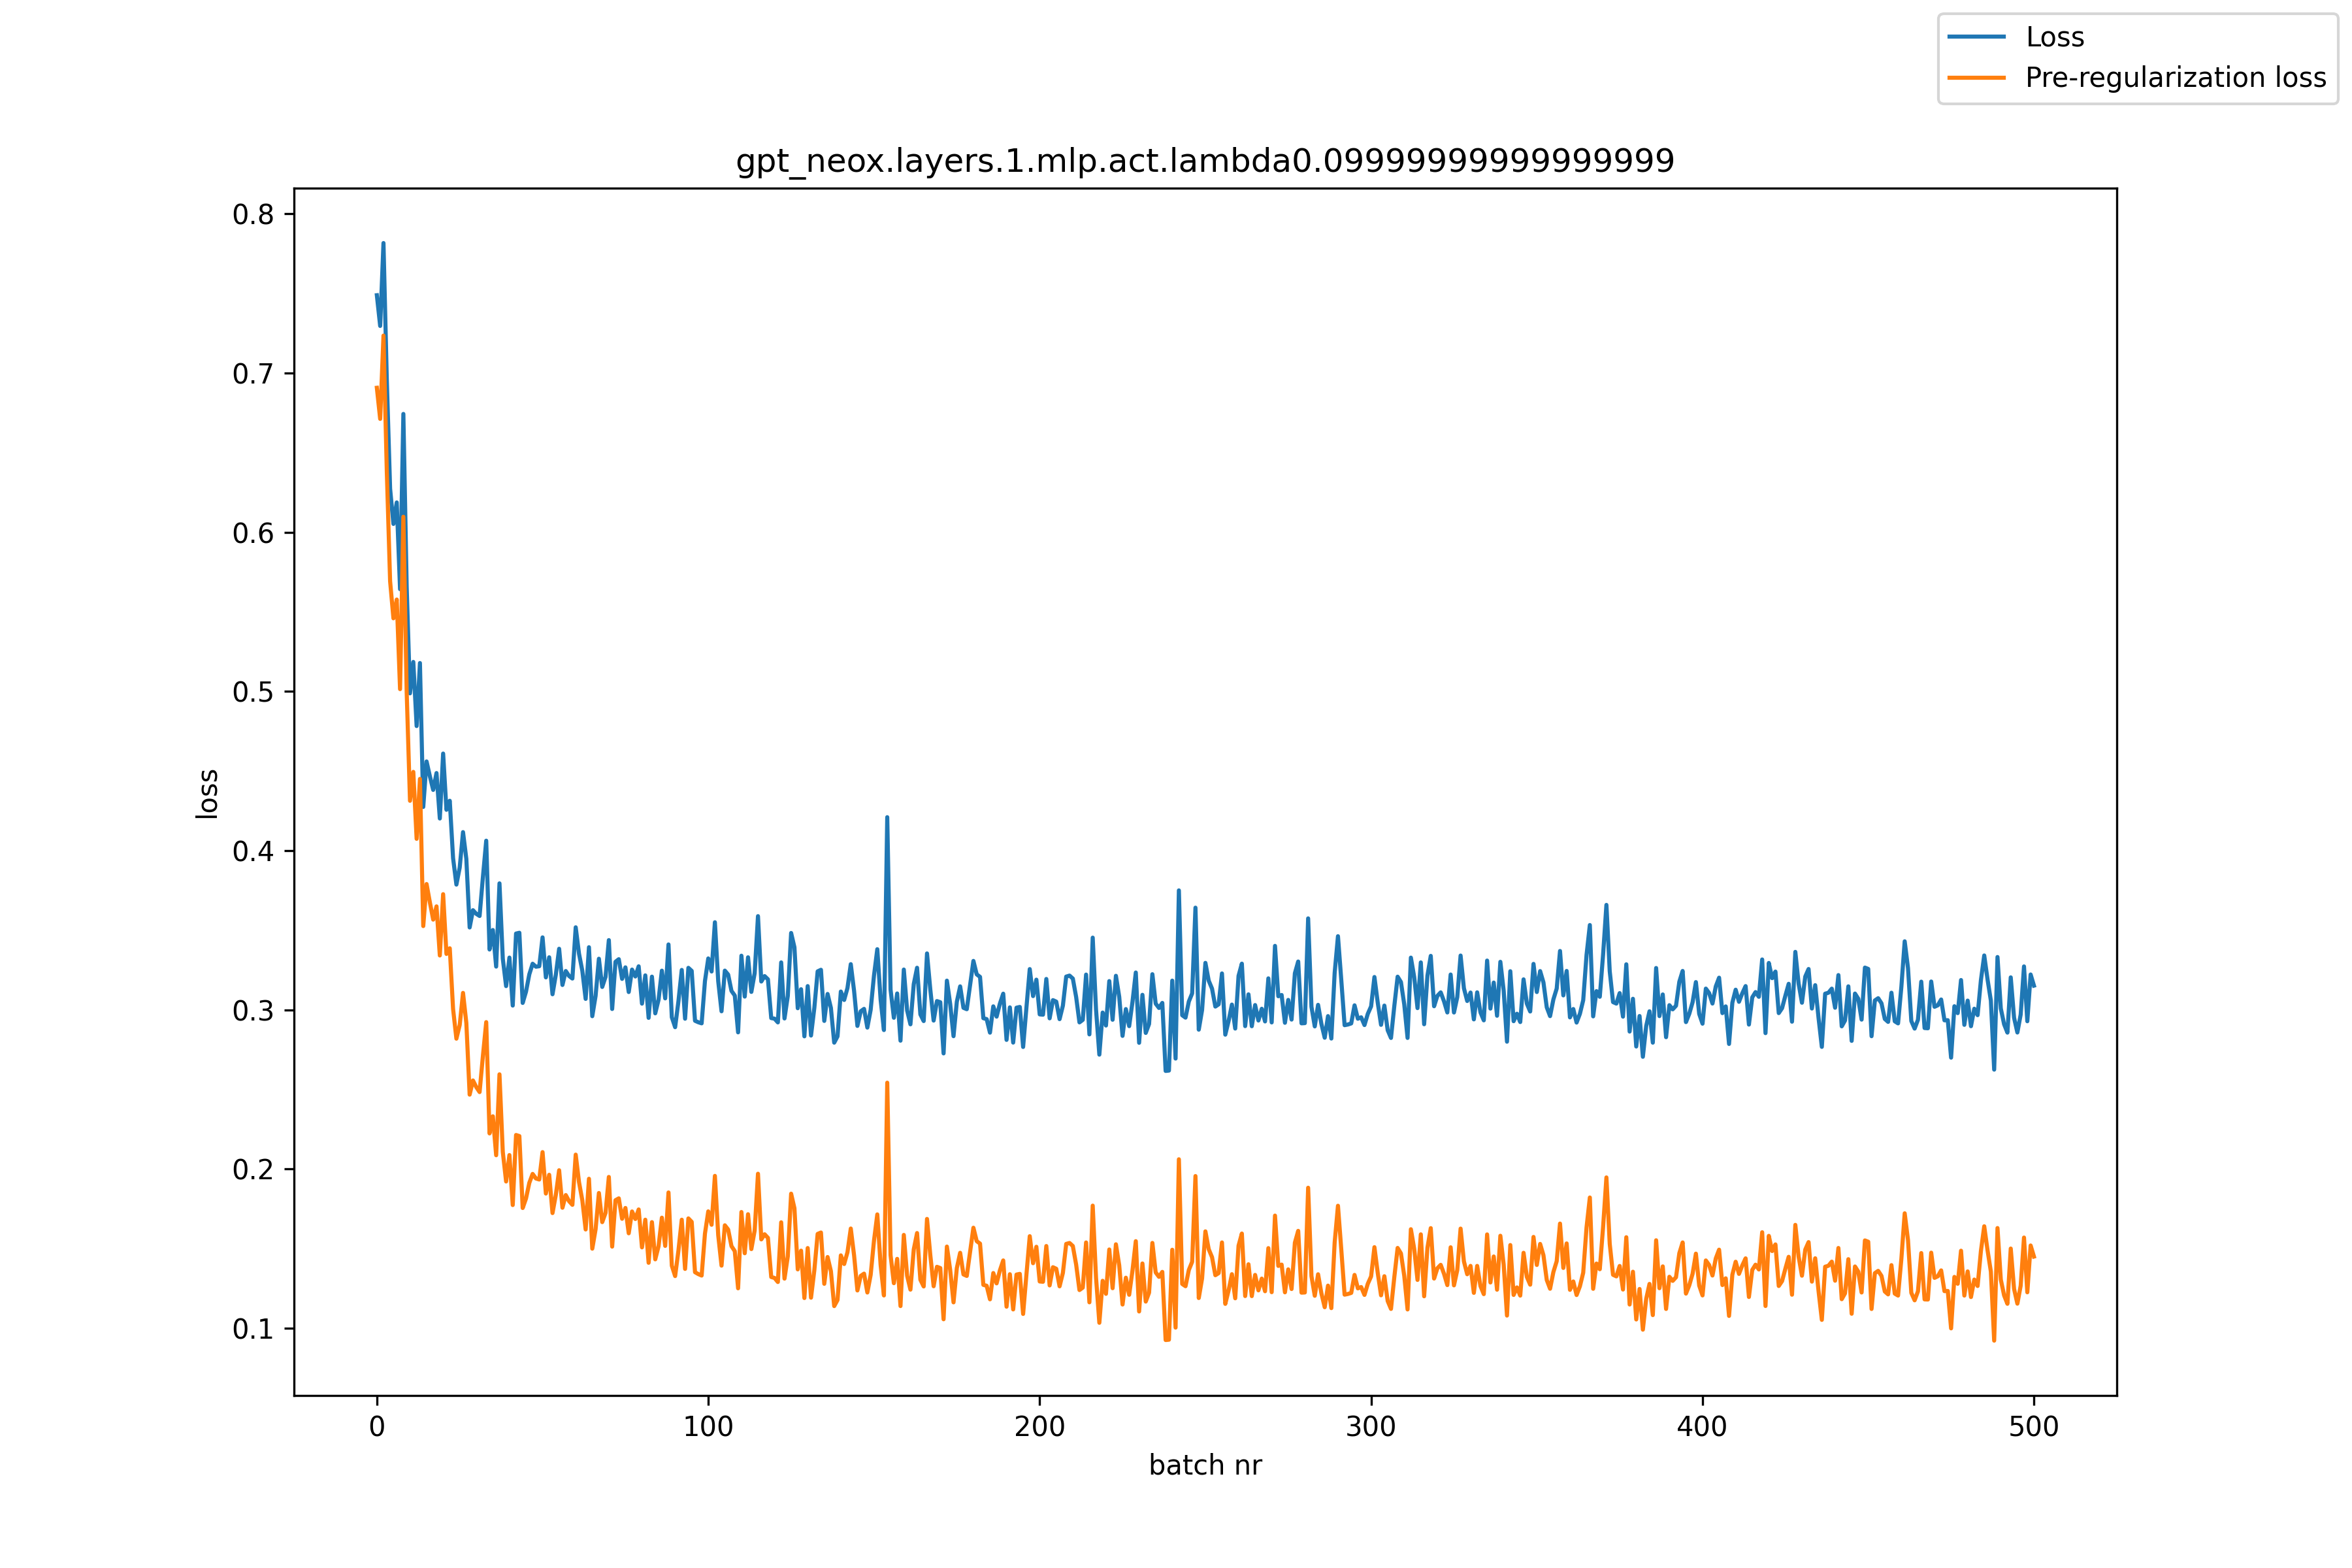 Loss
Pre-regularization loss
gpt_neox.layers.1.mlp.act.lambda0.09999999999999999
0.8
0.7
0.6
0.5
0.4
0.3
0.2
0.1
loss
0
100
200
300
400
500
batch nr